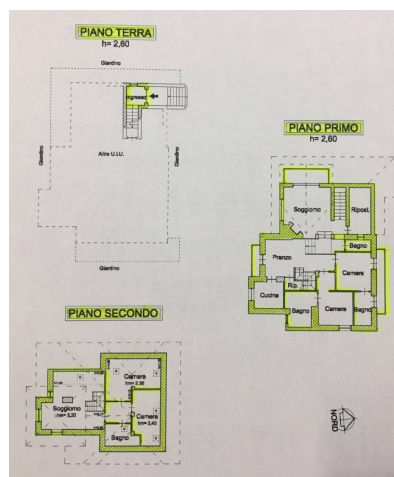 PIANO TERRA
h= 2,60
Giardino
Ingresso
Giardino
Altre U.I.U.
Giardino
Giardino
PIANO PRIMO
h= 2,60
Soggiorno
Ripost.
Bagno
Pranzo
Camera
Rip.
Cucina
Bagno
Camera
Bagno
PIANO SECONDO
Camera
hm= 2,38
Soggiorno
hm= 2,20
Camera
hm= 2,40
Bagno
NORD